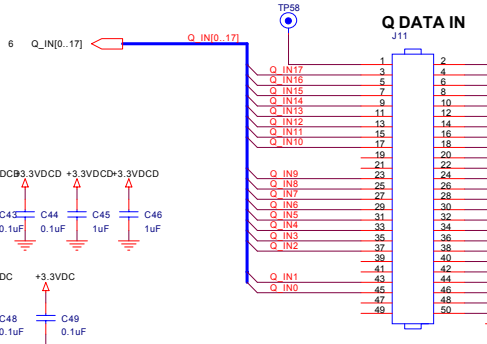 TP58
Q DATA IN
J11
6 Q_IN[0..17] Q_IN[0..17]
1 2
Q_IN17 3 4
Q_IN16 5 6
Q_IN15 7 8
Q_IN14 9 10
Q_IN13 11 12
Q_IN12 13 14
Q_IN11 15 16
Q_IN10 17 18
19 20
21 22
Q_IN9 23 24
Q_IN8 25 26
Q_IN7 27 28
Q_IN6 29 30
Q_IN5 31 32
Q_IN4 33 34
Q_IN3 35 36
Q_IN2 37 38
39 40
41 42
Q_IN1 43 44
Q_IN0 45 46
47 48
49 50
DCD +3.3VDCD +3.3VDCD +3.3VDCD
C43 C44 C45 C46
0.1uF 0.1uF 1uF 1uF
DC +3.3VDC
C48 C49
0.1uF 0.1uF